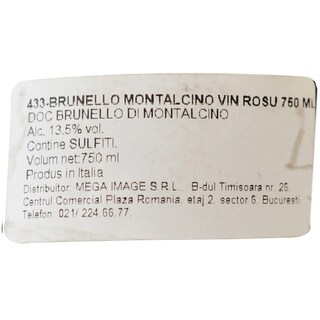 433-BRUNELLO MONTALCINO VIN ROSU 750 ML
DOC BRUNELLO DI MONTALCINO
Alc. 13.5% vol.
Contine SULFITI.
Volum net:750 ml
Produs in Italia
Distribuitor: MEGA IMAGE S.R.L., B-dul Timisoara nr. 26,
Centrul Comercial Plaza Romania, etaj 2, sector 6, Bucuresti.
Telefon: 021/ 224.66.77.